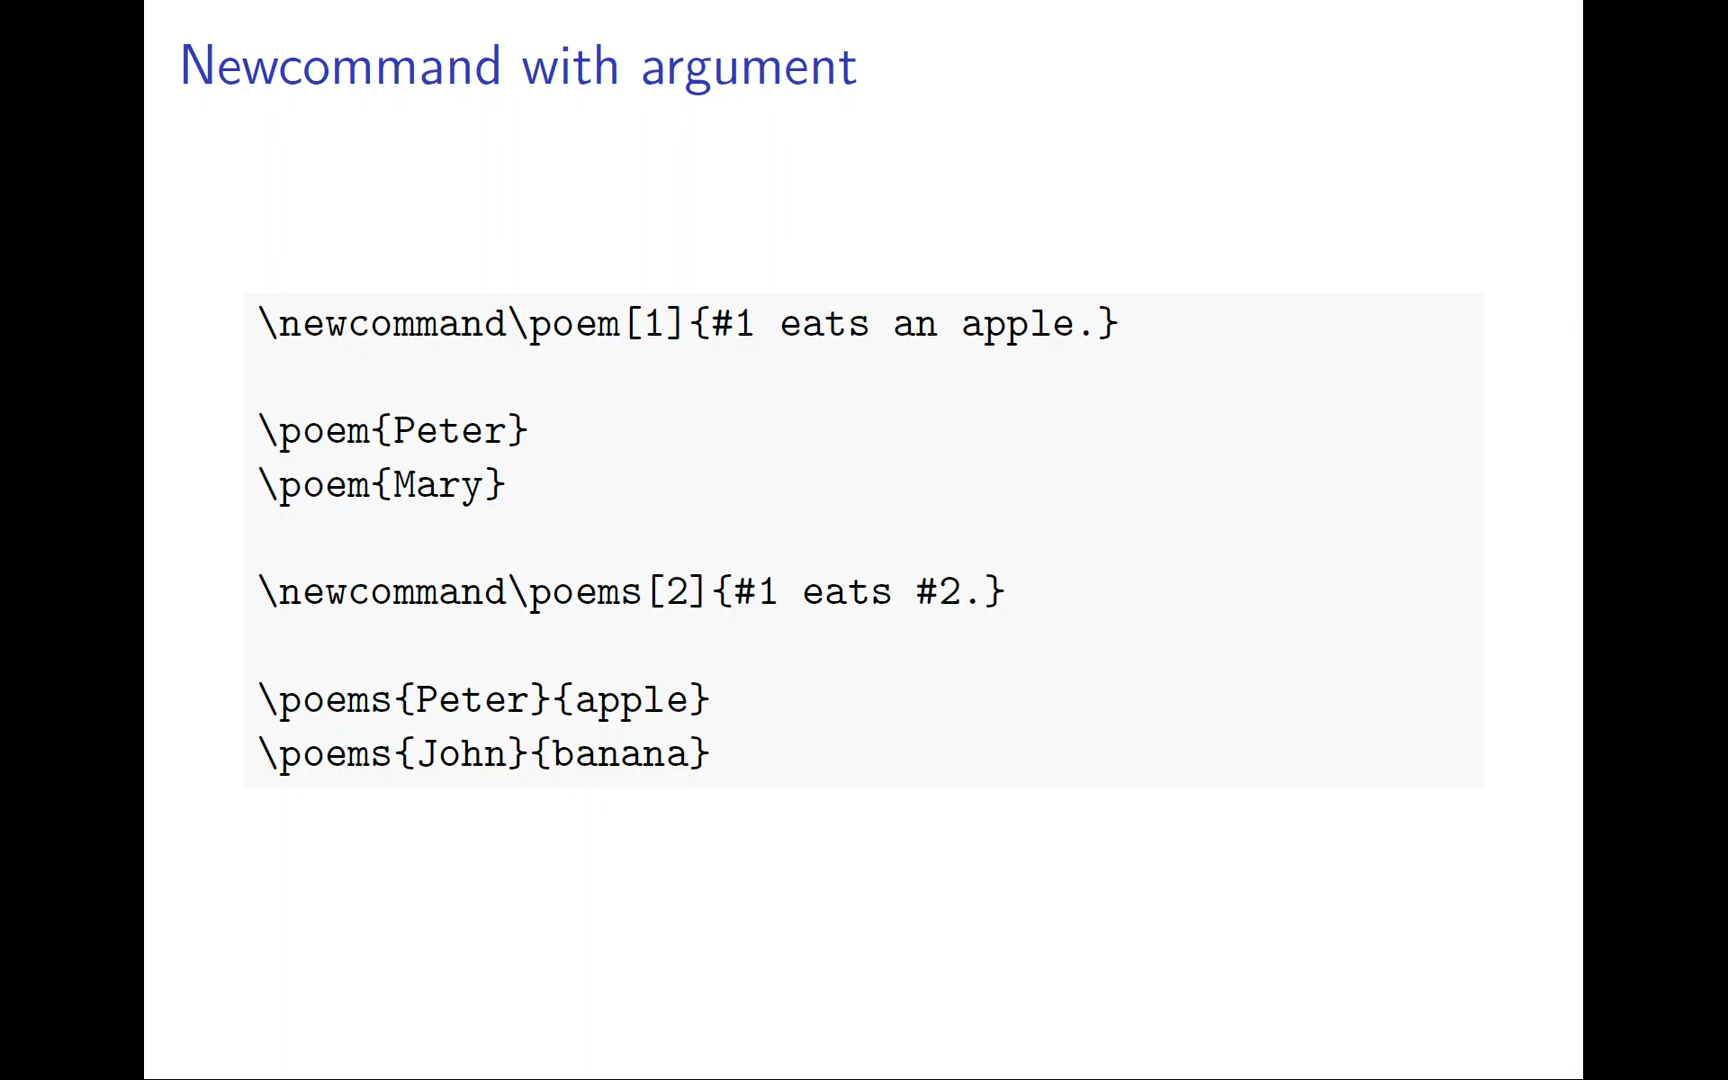 Newcommand with argument
\newcommand\poem[1]{#1 eats an apple.}
\poem{Peter}
\poem{Mary}
\newcommand\poems[2]{#1 eats #2.}
\poems{Peter}{apple}
\poems{John}{banana}